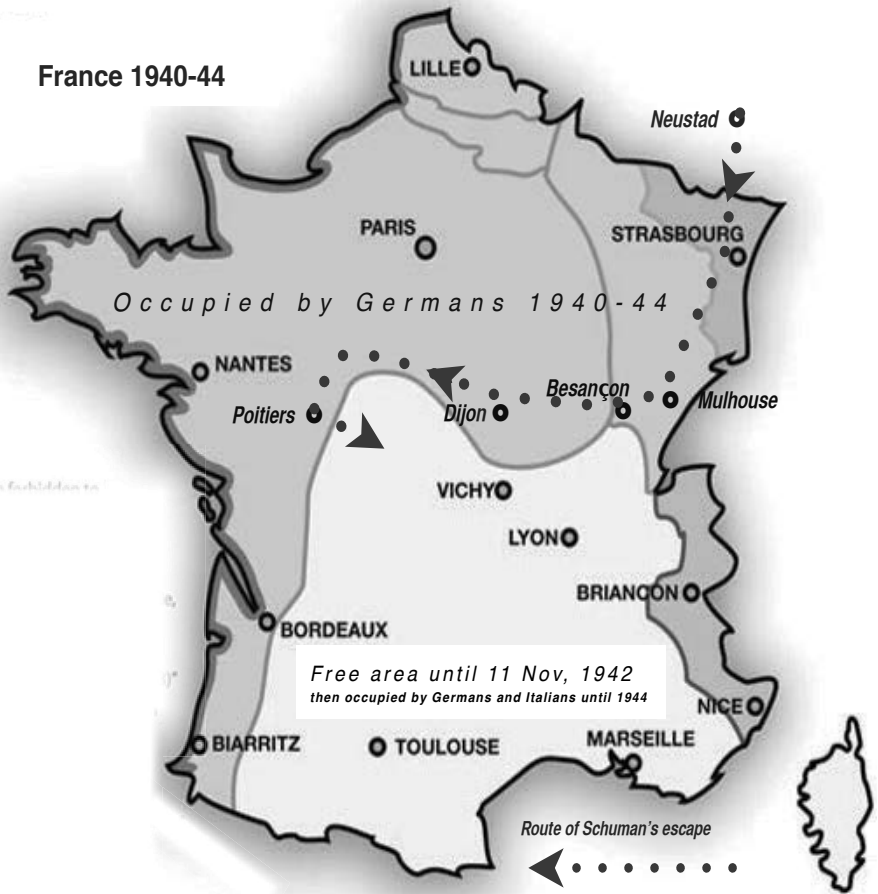 France 1940-44
LILLE
Neustad
PARIS
STRASBOURG
Occupied by Germans 1940-44
NANTES
Besançon
Poitiers
Dijon
Mulhouse
VICHY
LYON
BRIANÇON
BORDEAUX
Free area until 11 Nov, 1942
then occupied by Germans and Italians until 1944
NICE
BIARRITZ
TOULOUSE
MARSEILLE
Route of Schuman's escape